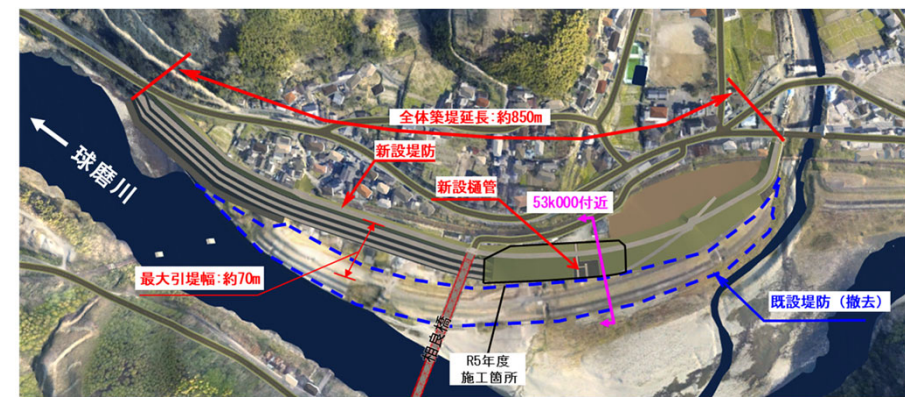 全体築堤延長:約850m
新設堤防
球磨川
新設樋管
53k000付近
最大引堤幅:約70m
既設堤防（撤去）
相良橋
R5年度
施工箇所